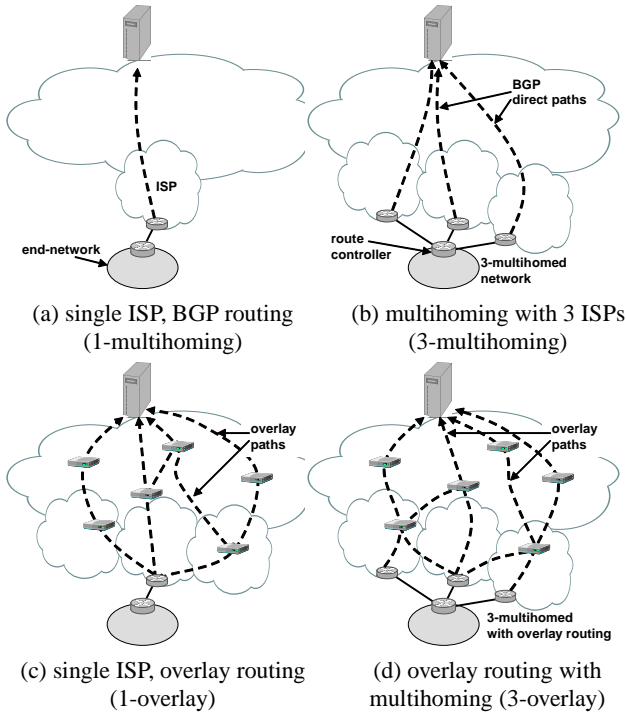 ISP
end-network
(a) single ISP, BGP routing
(1-multihoming)
BGP
direct paths
route
controller
3-multihomed
network
(b) multihoming with 3 ISPs
(3-multihoming)
overlay
paths
(c) single ISP, overlay routing
(1-overlay)
overlay
paths
3-multihomed
with overlay routing
(d) overlay routing with
multihoming (3-overlay)